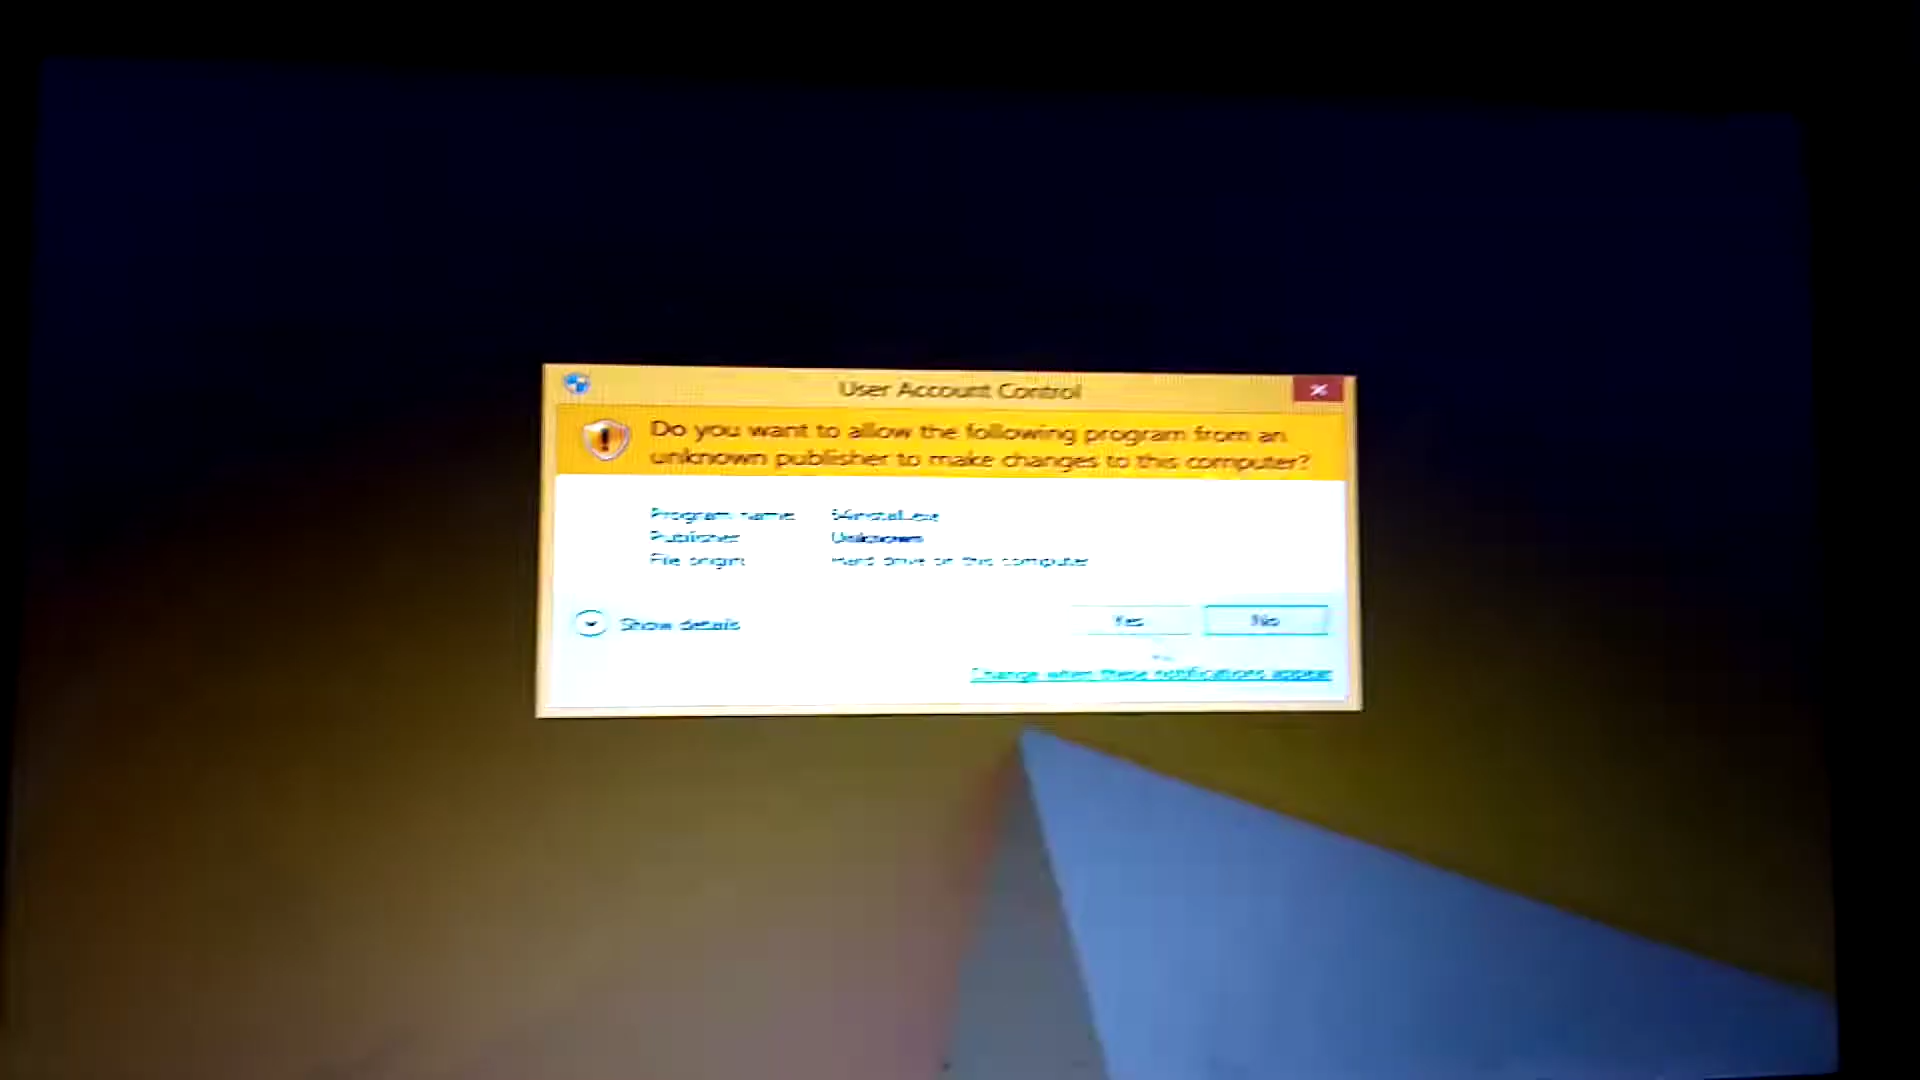 User Account Control
Do you want to allow the following program from an
unknown publisher to make changes to this computer?
Program name: 64install.exe
Publisher: Unknown
File origin: Hard drive on this computer
Show details
Yes
No
Change when these notifications appear